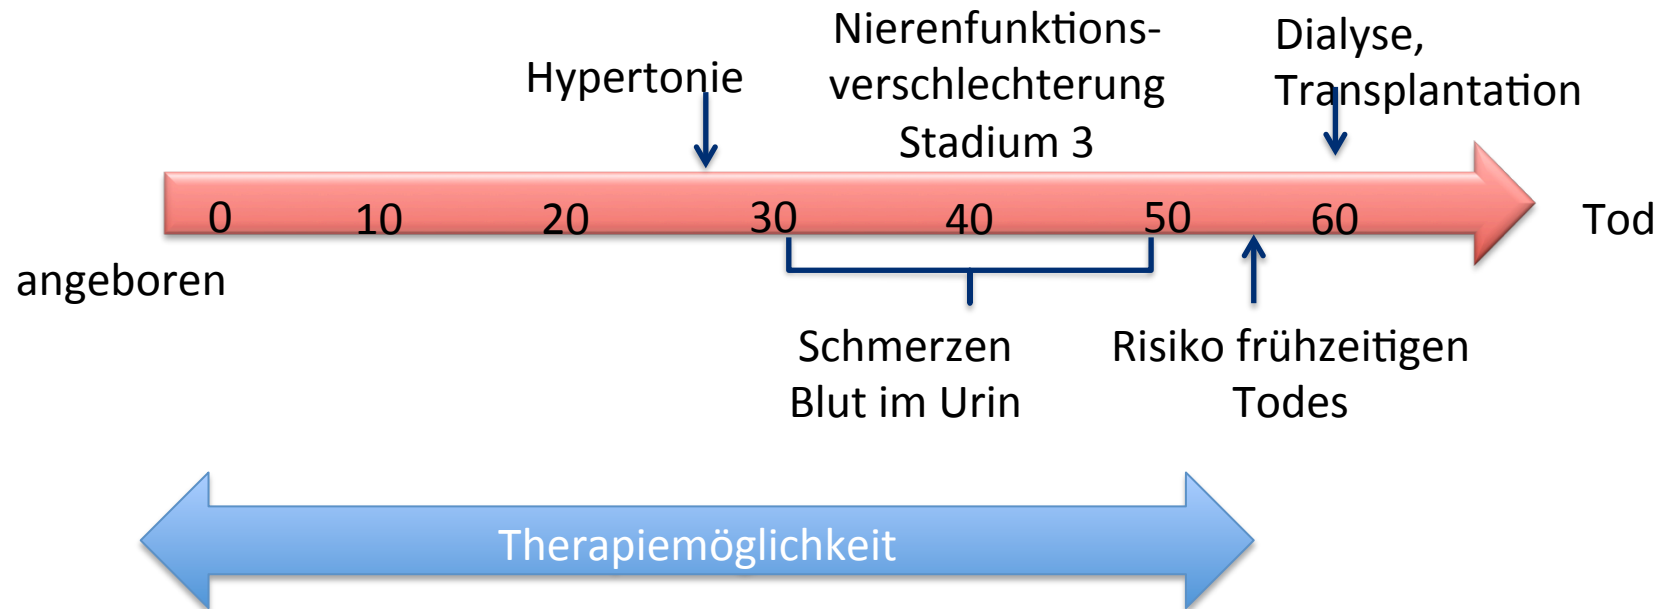 Nierenfunktions-
verschlechterung
Stadium 3
Hypertonie
Dialyse,
Transplantation
0 10 20 30 40 50 60
Tod
angeboren
Schmerzen
Blut im Urin
Risiko frühzeitigen
Todes
Therapiemöglichkeit